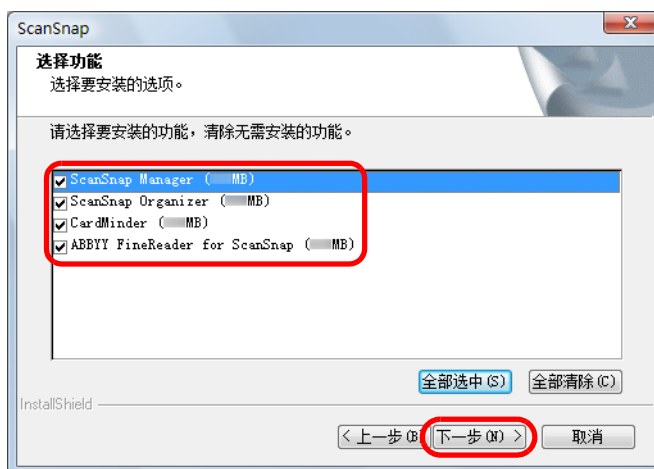 ScanSnap
选择功能
选择要安装的选项。
请选择要安装的功能，清除无需安装的功能。
ScanSnap Manager ( MB)
ScanSnap Organizer ( MB)
CardMinder ( MB)
ABBYY FineReader for ScanSnap ( MB)
全部选中(S) 全部清除(C)
InstallShield
< 上一步(B 下一步(N) > 取消